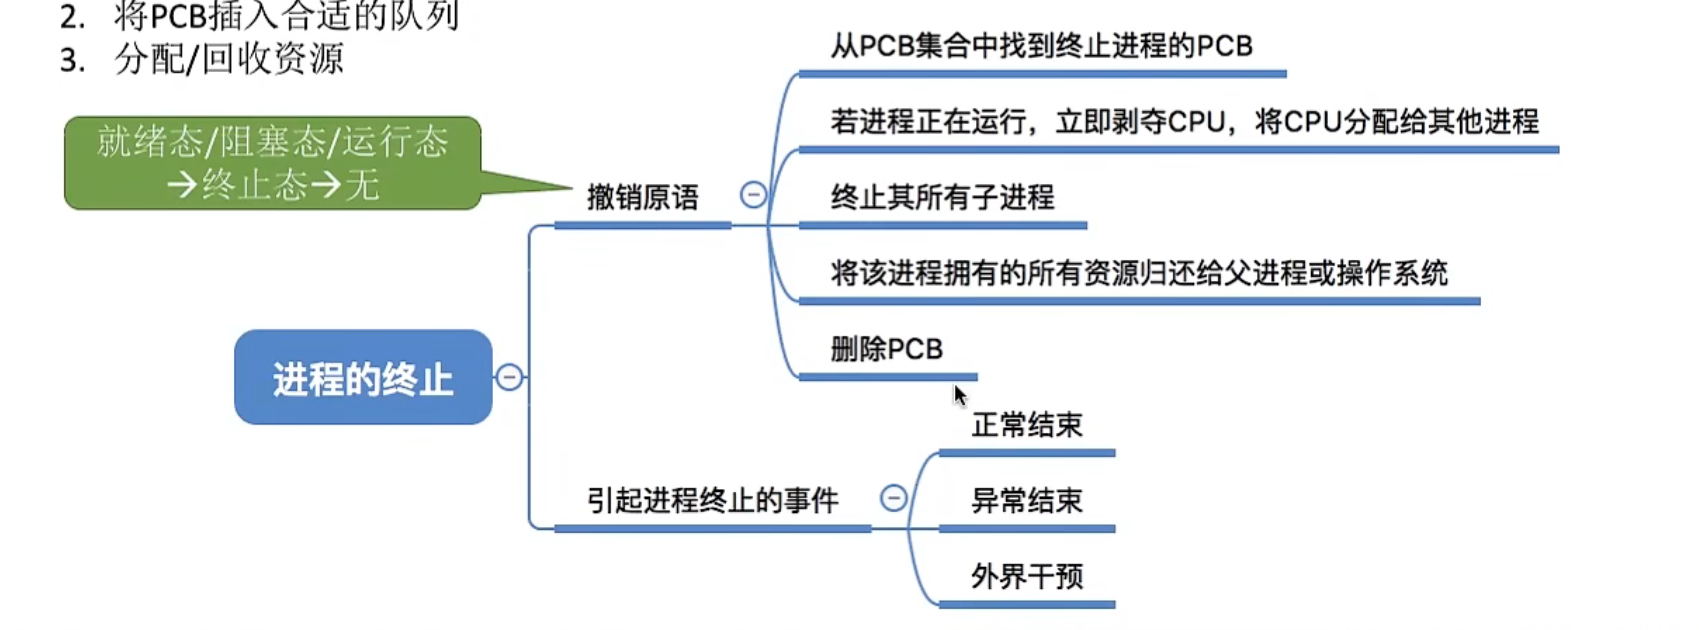 2. 将PCB插入合适的队列
3. 分配/回收资源
就绪态/阻塞态/运行态
→终止态→无
进程的终止
撤销原语
从PCB集合中找到终止进程的PCB
若进程正在运行，立即剥夺CPU，将CPU分配给其他进程
终止其所有子进程
将该进程拥有的所有资源归还给父进程或操作系统
删除PCB
引起进程终止的事件
正常结束
异常结束
外界干预